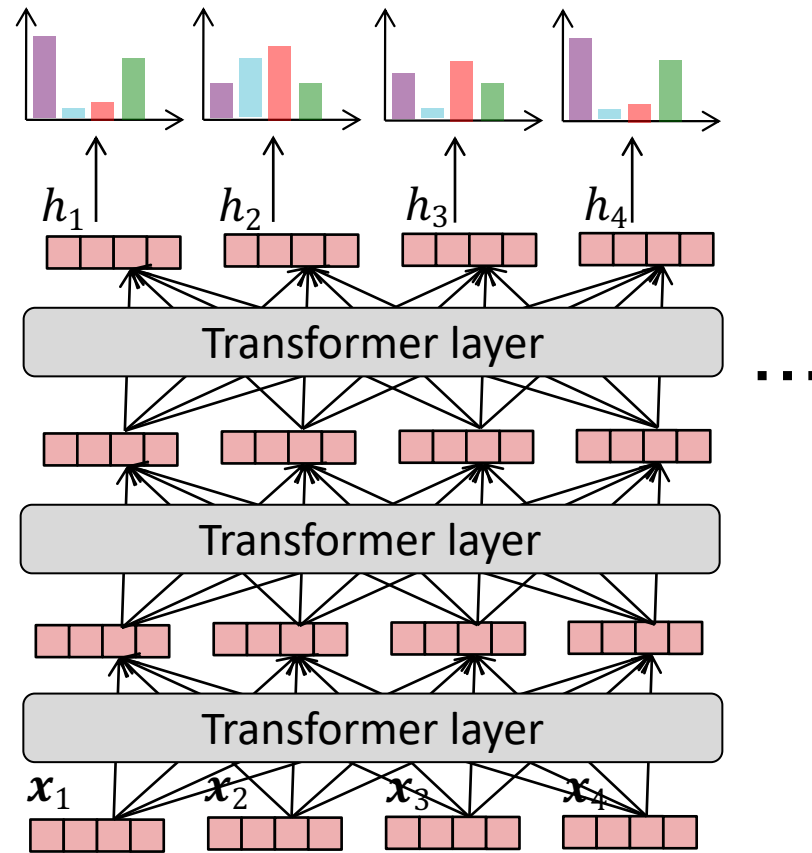 h₁ h₂ h₃ h₄
Transformer layer
...
Transformer layer
Transformer layer
x₁ x₂ x₃ x₄